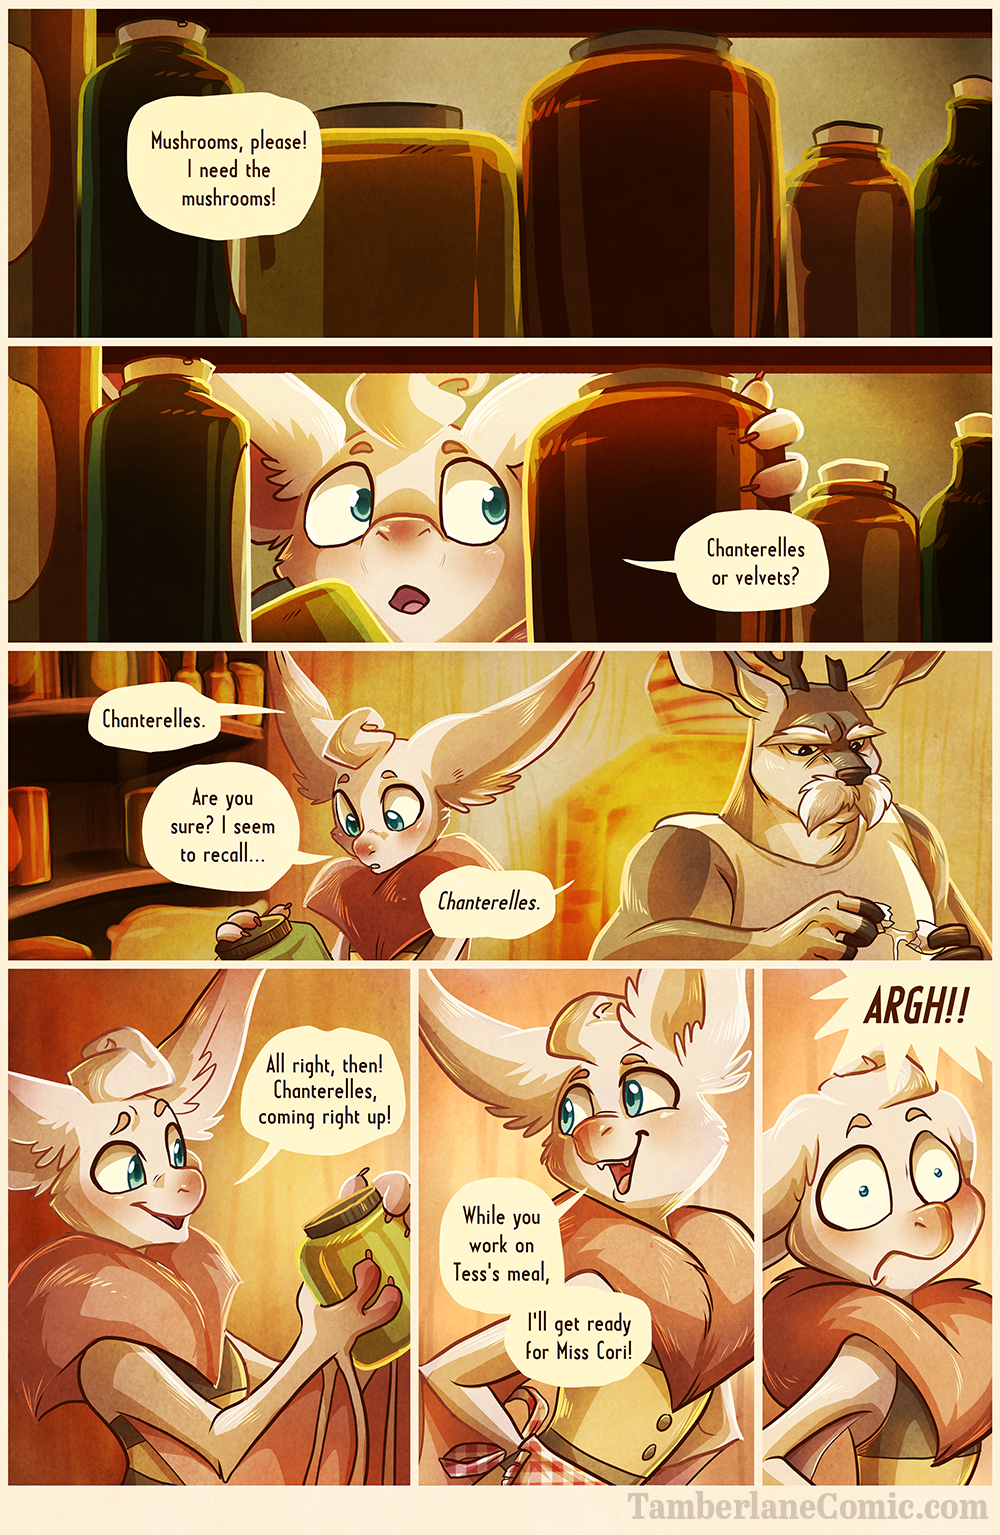 Mushrooms, please!
I need the
mushrooms!
Chanterelles
or velvets?
Chanterelles.
Are you
sure? I seem
to recall...
Chanterelles.
All right, then!
Chanterelles,
coming right up!
While you
work on
Tess's meal,
I'll get ready
for Miss Cori!
ARGH!!
TamberlaneComic.com